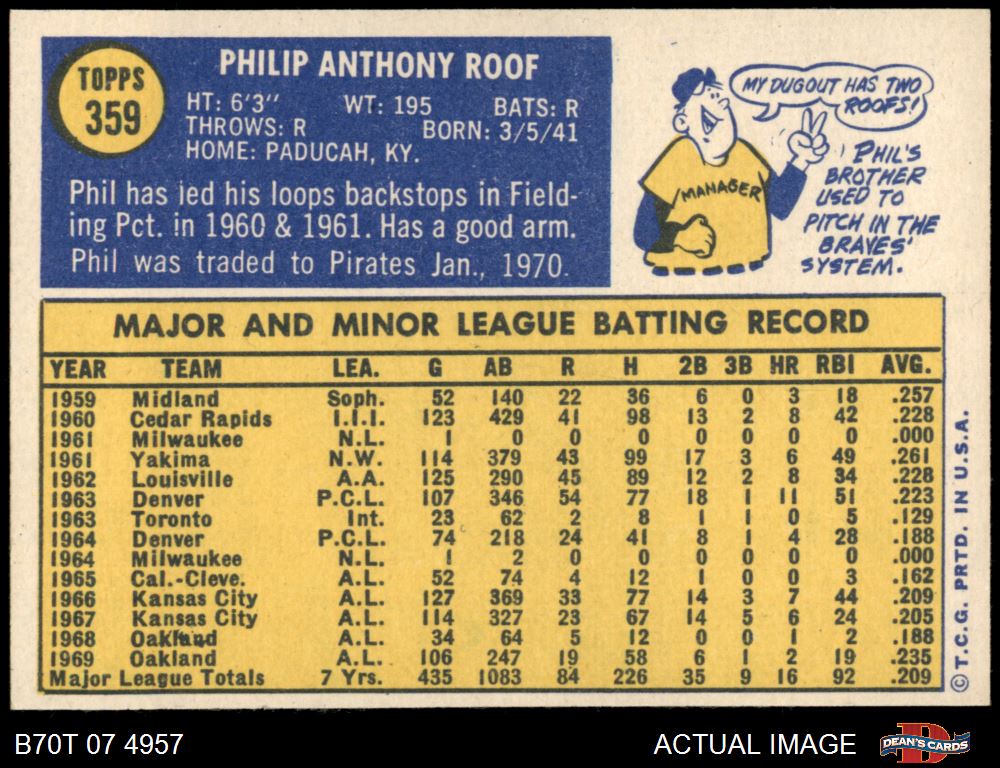 TOPPS
359
PHILIP ANTHONY ROOF
HT: 6'3" WT: 195 BATS: R
THROWS: R BORN: 3/5/41
HOME: PADUCAH, KY.
Phil has led his loops backstops in Field-
ing Pct. in 1960 & 1961. Has a good arm.
Phil was traded to Pirates Jan., 1970.
MY DUGOUT HAS TWO
ROOFS!
MANAGER
PHIL'S
BROTHER
USED TO
PITCH IN THE
BRAVES'
SYSTEM.
MAJOR AND MINOR LEAGUE BATTING RECORD
YEAR TEAM LEA. G AB R H 2B 3B HR RBI AVG.
1959 Midland Soph. 52 140 22 36 6 0 3 18 .257
1960 Cedar Rapids I.I.I. 123 429 41 98 13 2 8 42 .228
1961 Milwaukee N.L. 1 0 0 0 0 0 0 0 .000
1961 Yakima N.W. 114 379 43 99 17 3 6 49 .261
1962 Louisville A.A. 125 290 45 89 12 2 8 34 .228
1963 Denver P.C.L. 107 346 54 77 18 1 11 51 .223
1963 Toronto Int. 23 62 2 8 1 1 0 5 .129
1964 Denver P.C.L. 74 218 24 41 8 1 4 28 .188
1964 Milwaukee N.L. 1 2 0 0 0 0 0 0 .000
1965 Cal.-Cleve. A.L. 52 74 4 12 1 0 0 3 .162
1966 Kansas City A.L. 127 369 33 77 14 3 7 44 .209
1967 Kansas City A.L. 114 327 23 67 14 5 6 24 .205
1968 Oakland A.L. 34 64 5 12 0 0 1 2 .188
1969 Oakland A.L. 106 247 19 58 6 1 2 19 .235
Major League Totals 7 Yrs. 435 1083 84 226 35 9 16 92 .209
©T.C.G. PRTD. IN U.S.A.
B70T 07 4957
ACTUAL IMAGE
B
DEAN'S CARDS